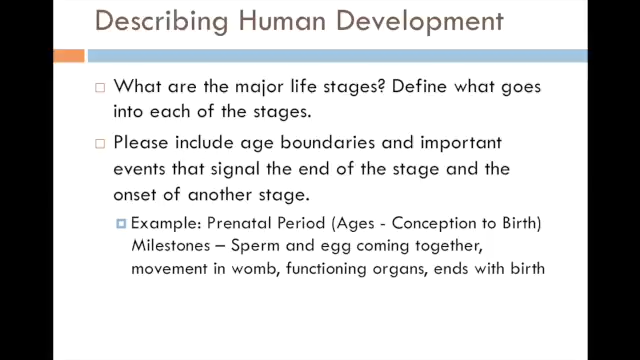 Describing Human Development
What are the major life stages? Define what goes
into each of the stages.
Please include age boundaries and important
events that signal the end of the stage and the
onset of another stage.
Example: Prenatal Period (Ages - Conception to Birth)
Milestones – Sperm and egg coming together,
movement in womb, functioning organs, ends with birth